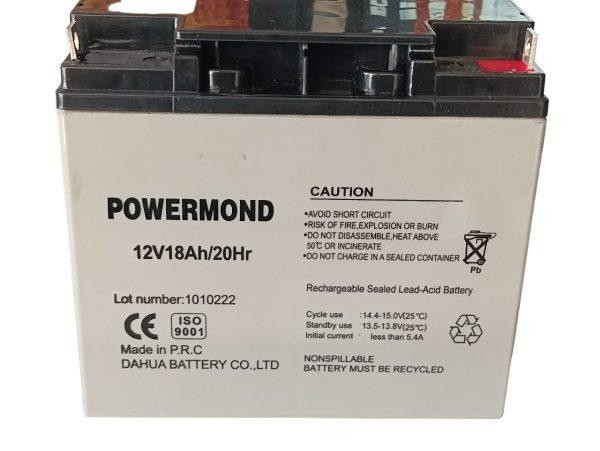 POWERMOND
12V18Ah/20Hr
Lot number:1010222
CE ISO 9001
Made in P.R.C
DAHUA BATTERY CO.,LTD
CAUTION
•AVOID SHORT CIRCUIT
•RISK OF FIRE,EXPLOSION OR BURN
•DO NOT DISASSEMBLE,HEAT ABOVE
50℃ OR INCINERATE
•DO NOT CHARGE IN A SEALED CONTAINER
Pb
Rechargeable Sealed Lead-Acid Battery
Cycle use :14.4-15.0V(25℃)
Standby use :13.5-13.8V(25℃)
Initial current less than 5.4A
NONSPILLABLE
BATTERY MUST BE RECYCLED